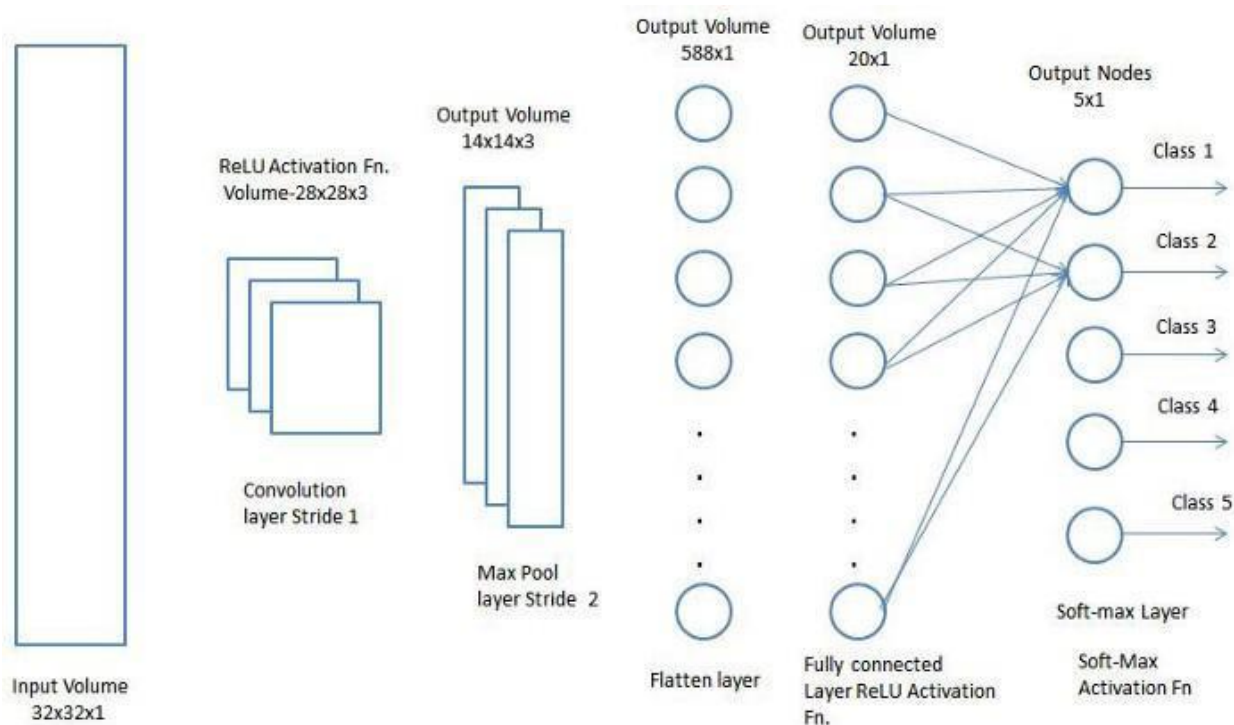 Input Volume
32x32x1
ReLU Activation Fn.
Volume-28x28x3
Convolution
layer Stride 1
Output Volume
14x14x3
Max Pool
layer Stride 2
Output Volume
588x1
Flatten layer
Output Volume
20x1
Fully connected
Layer ReLU Activation
Fn.
Output Nodes
5x1
Class 1
Class 2
Class 3
Class 4
Class 5
Soft-max Layer
Soft-Max
Activation Fn